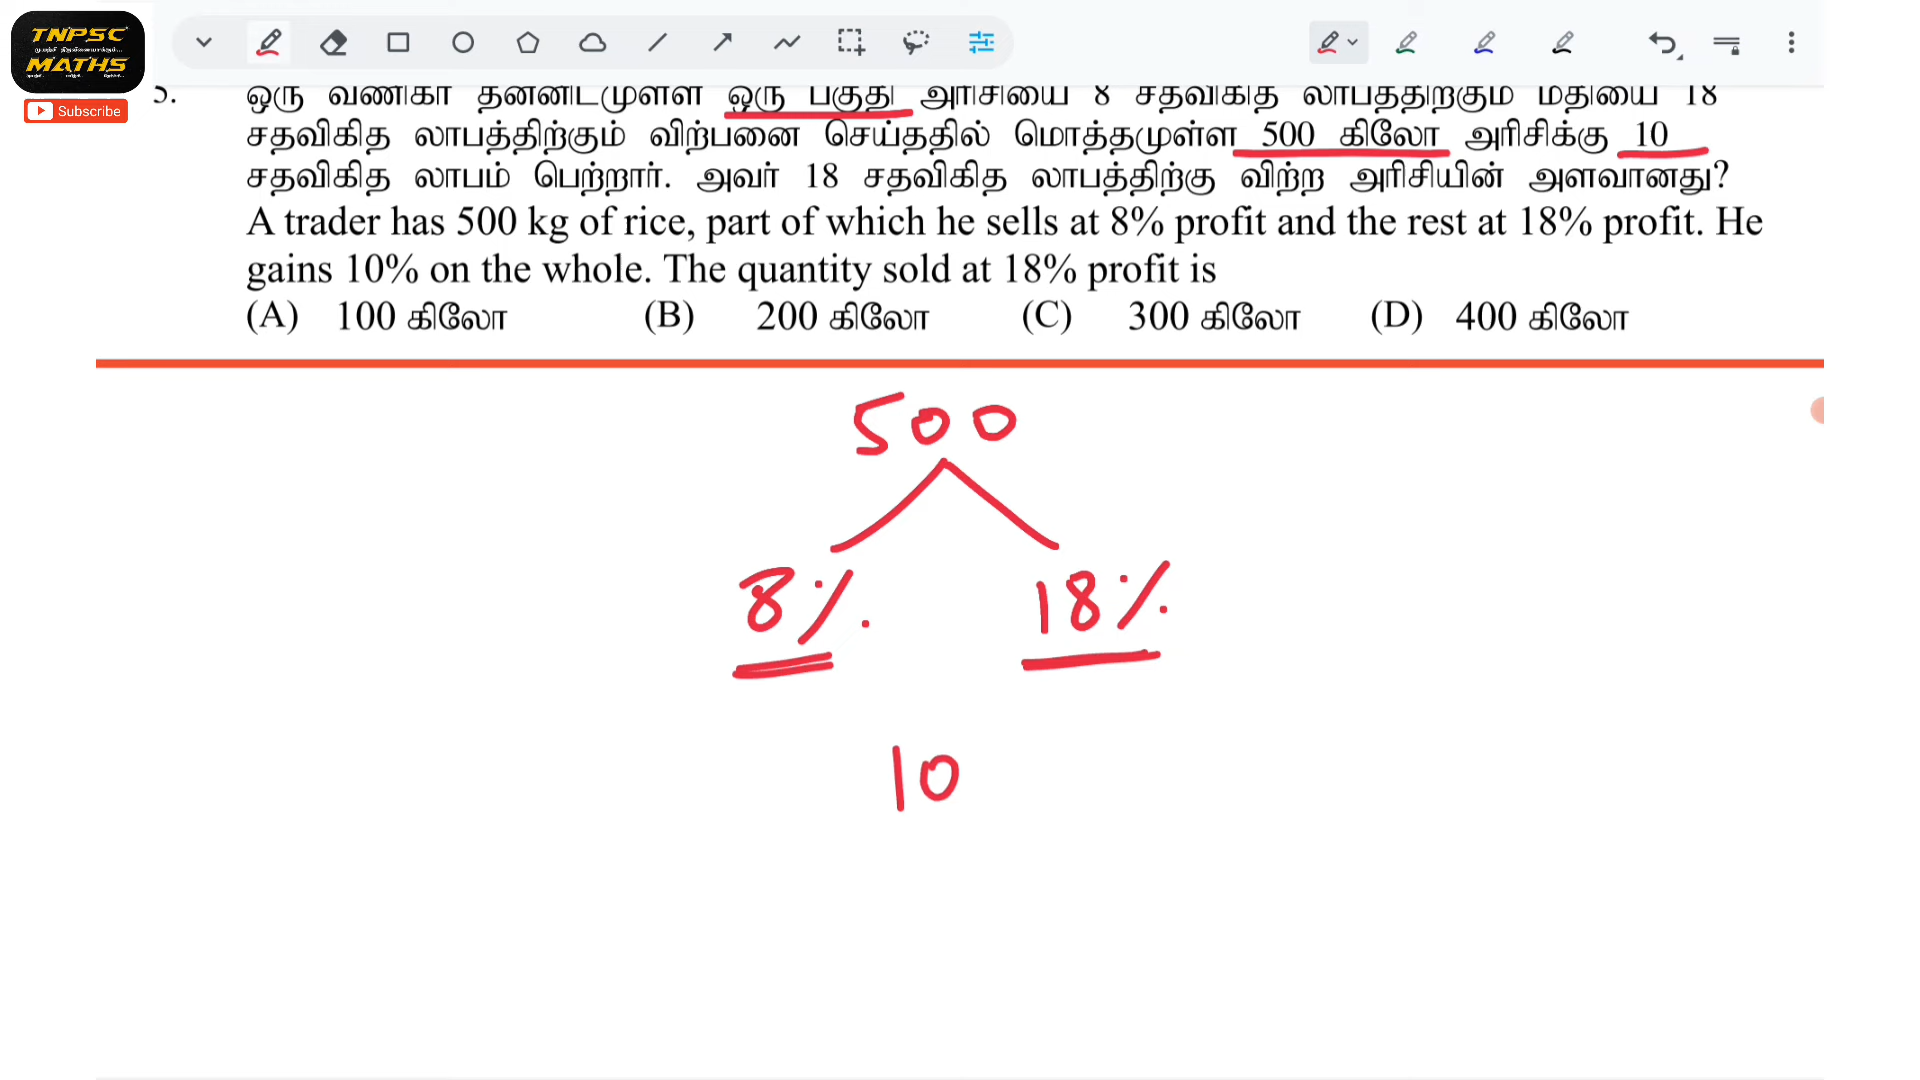 TNPSC
MATHS
Subscribe
5. ஒரு வணிகர் தன்னிடமுள்ள ஒரு பகுதி அரிசியை 8 சதவிகித லாபத்திற்கும் மீதியை 18
சதவிகித லாபத்திற்கும் விற்பனை செய்ததில் மொத்தமுள்ள 500 கிலோ அரிசிக்கு 10
சதவிகித லாபம் பெற்றார். அவர் 18 சதவிகித லாபத்திற்கு விற்ற அரிசியின் அளவானது?
A trader has 500 kg of rice, part of which he sells at 8% profit and the rest at 18% profit. He
gains 10% on the whole. The quantity sold at 18% profit is
(A) 100 கிலோ (B) 200 கிலோ (C) 300 கிலோ (D) 400 கிலோ
500
8% 18%
10